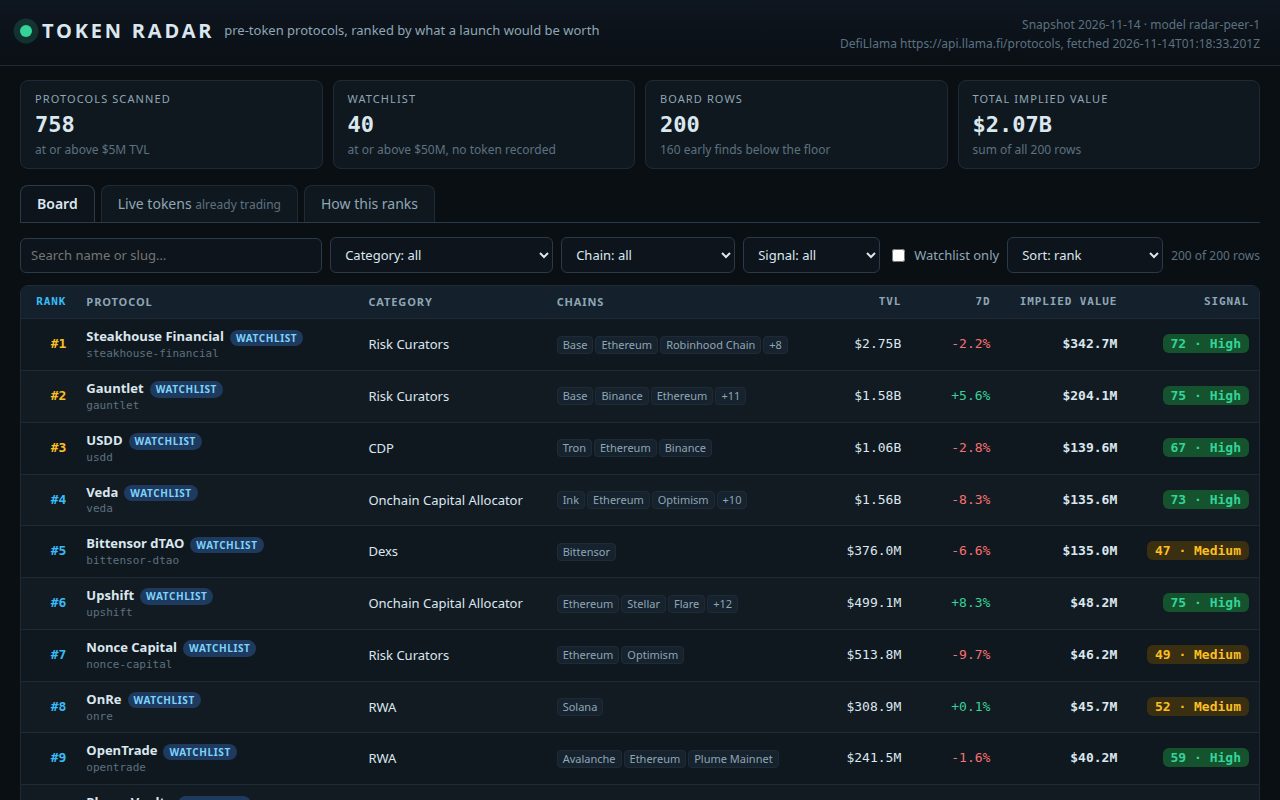 TOKEN RADAR pre-token protocols, ranked by what a launch would be worth
Snapshot 2026-11-14 · model radar-peer-1
DefiLlama https://api.llama.fi/protocols, fetched 2026-11-14T01:18:33.201Z
PROTOCOLS SCANNED
758
at or above $5M TVL
WATCHLIST
40
at or above $50M, no token recorded
BOARD ROWS
200
160 early finds below the floor
TOTAL IMPLIED VALUE
$2.07B
sum of all 200 rows
Board Live tokens already trading How this ranks
Search name or slug... Category: all Chain: all Signal: all Watchlist only Sort: rank 200 of 200 rows
RANK PROTOCOL CATEGORY CHAINS TVL 7D IMPLIED VALUE SIGNAL
#1 Steakhouse Financial WATCHLIST Risk Curators Base Ethereum Robinhood Chain +8 $2.75B -2.2% $342.7M 72 · High
steakhouse-financial
#2 Gauntlet WATCHLIST Risk Curators Base Binance Ethereum +11 $1.58B +5.6% $204.1M 75 · High
gauntlet
#3 USDD WATCHLIST CDP Tron Ethereum Binance $1.06B -2.8% $139.6M 67 · High
usdd
#4 Veda WATCHLIST Onchain Capital Allocator Ink Ethereum Optimism +10 $1.56B -8.3% $135.6M 73 · High
veda
#5 Bittensor dTAO WATCHLIST Dexs Bittensor $376.0M -6.6% $135.0M 47 · Medium
bittensor-dtao
#6 Upshift WATCHLIST Onchain Capital Allocator Ethereum Stellar Flare +12 $499.1M +8.3% $48.2M 75 · High
upshift
#7 Nonce Capital WATCHLIST Risk Curators Ethereum Optimism $513.8M -9.7% $46.2M 49 · Medium
nonce-capital
#8 OnRe WATCHLIST RWA Solana $308.9M +0.1% $45.7M 52 · Medium
onre
#9 OpenTrade WATCHLIST RWA Avalanche Ethereum Plume Mainnet $241.5M -1.6% $40.2M 59 · High
opentrade